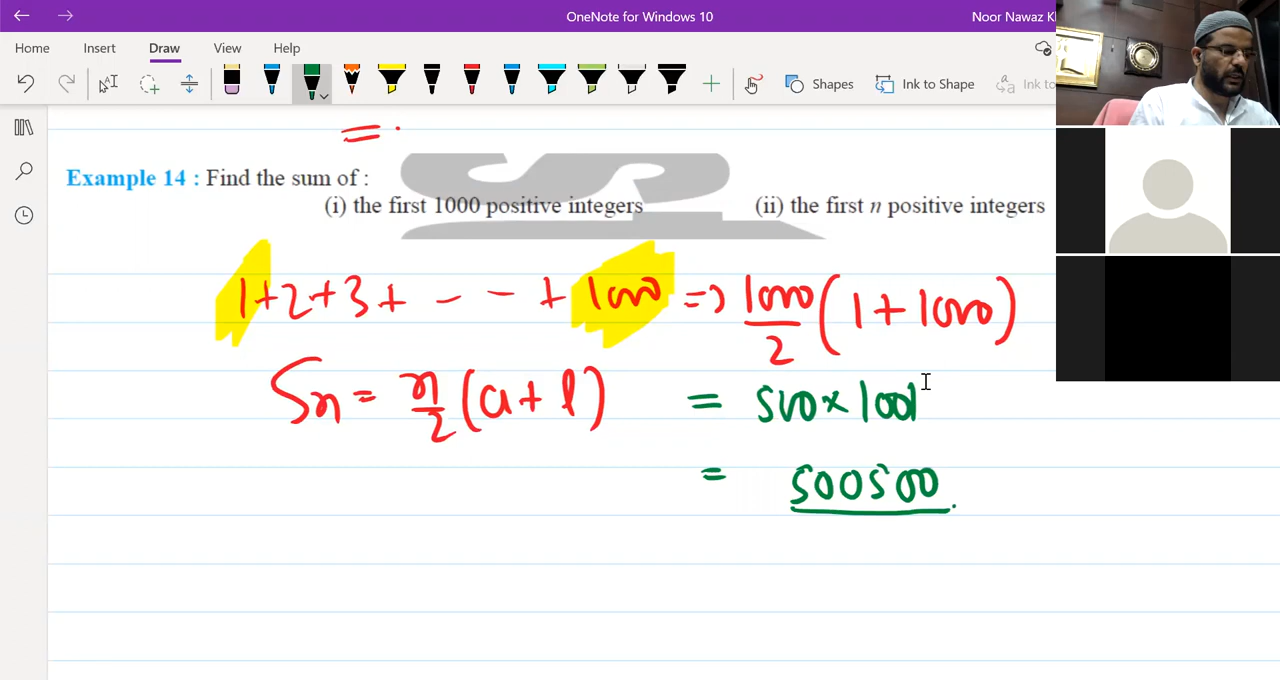 OneNote for Windows 10
Noor Nawaz K
Home Insert Draw View Help
Shapes Ink to Shape Ink to
= .
Example 14 : Find the sum of :
(i) the first 1000 positive integers (ii) the first n positive integers
1+2+3+ - - + 1000 => 1000/2 (1+1000)
Sn = n/2 (a+l) = 500×1001
= 500500.